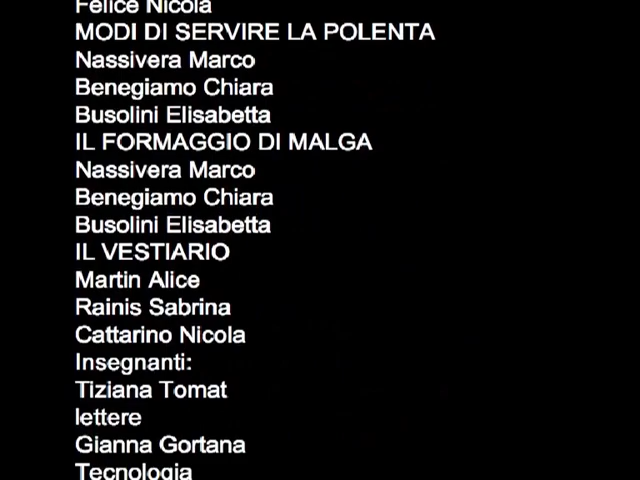 Felice Nicola
MODI DI SERVIRE LA POLENTA
Nassivera Marco
Benegiamo Chiara
Busolini Elisabetta
IL FORMAGGIO DI MALGA
Nassivera Marco
Benegiamo Chiara
Busolini Elisabetta
IL VESTIARIO
Martin Alice
Rainis Sabrina
Cattarino Nicola
Insegnanti:
Tiziana Tomat
lettere
Gianna Gortana
Tecnologia